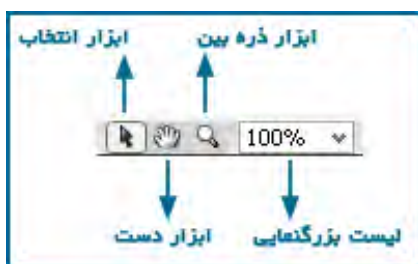 ابزار ذره بین
ابزار انتخاب
100%
لیست بزرگنمایی
ابزار دست